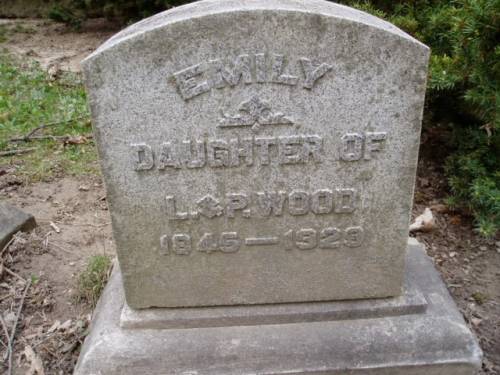 EMILY
DAUGHTER OF
L.&P. WOOD
1845—1929